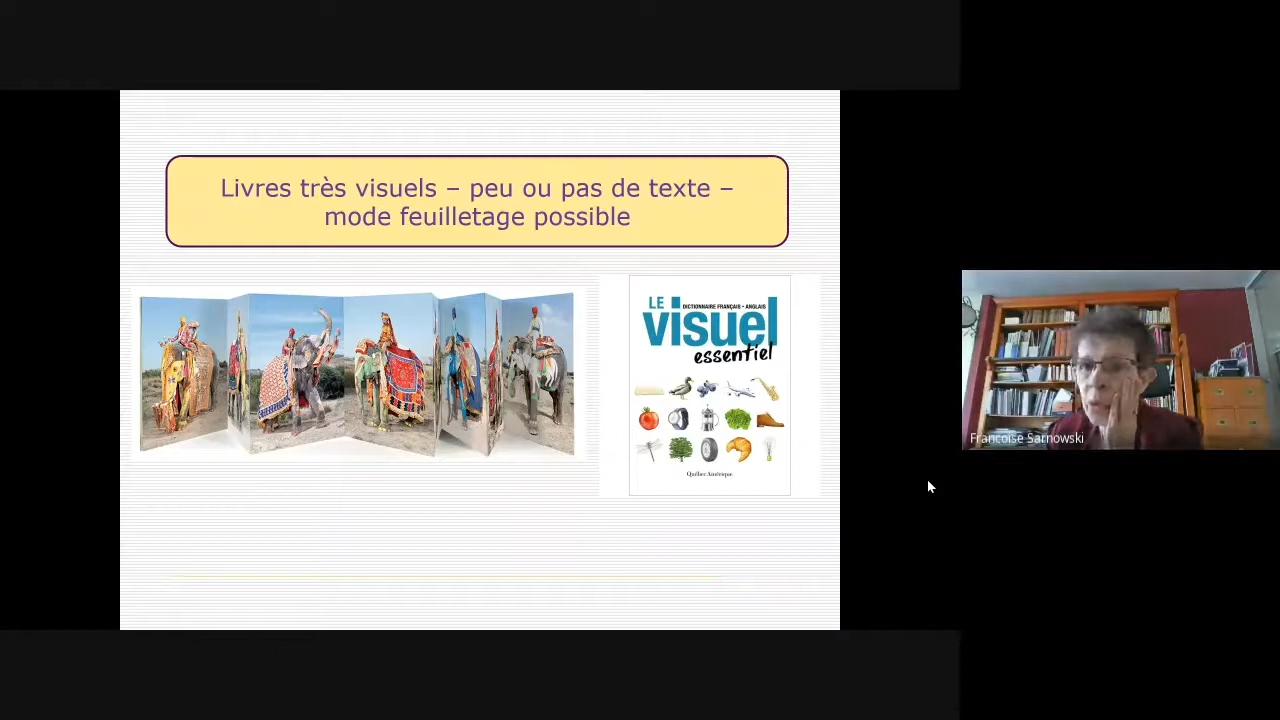 Livres très visuels – peu ou pas de texte –
mode feuilletage possible
LE
DICTIONNAIRE FRANÇAIS • ANGLAIS
visuel
essentiel
Québec Amérique
Francoise Sarnowski